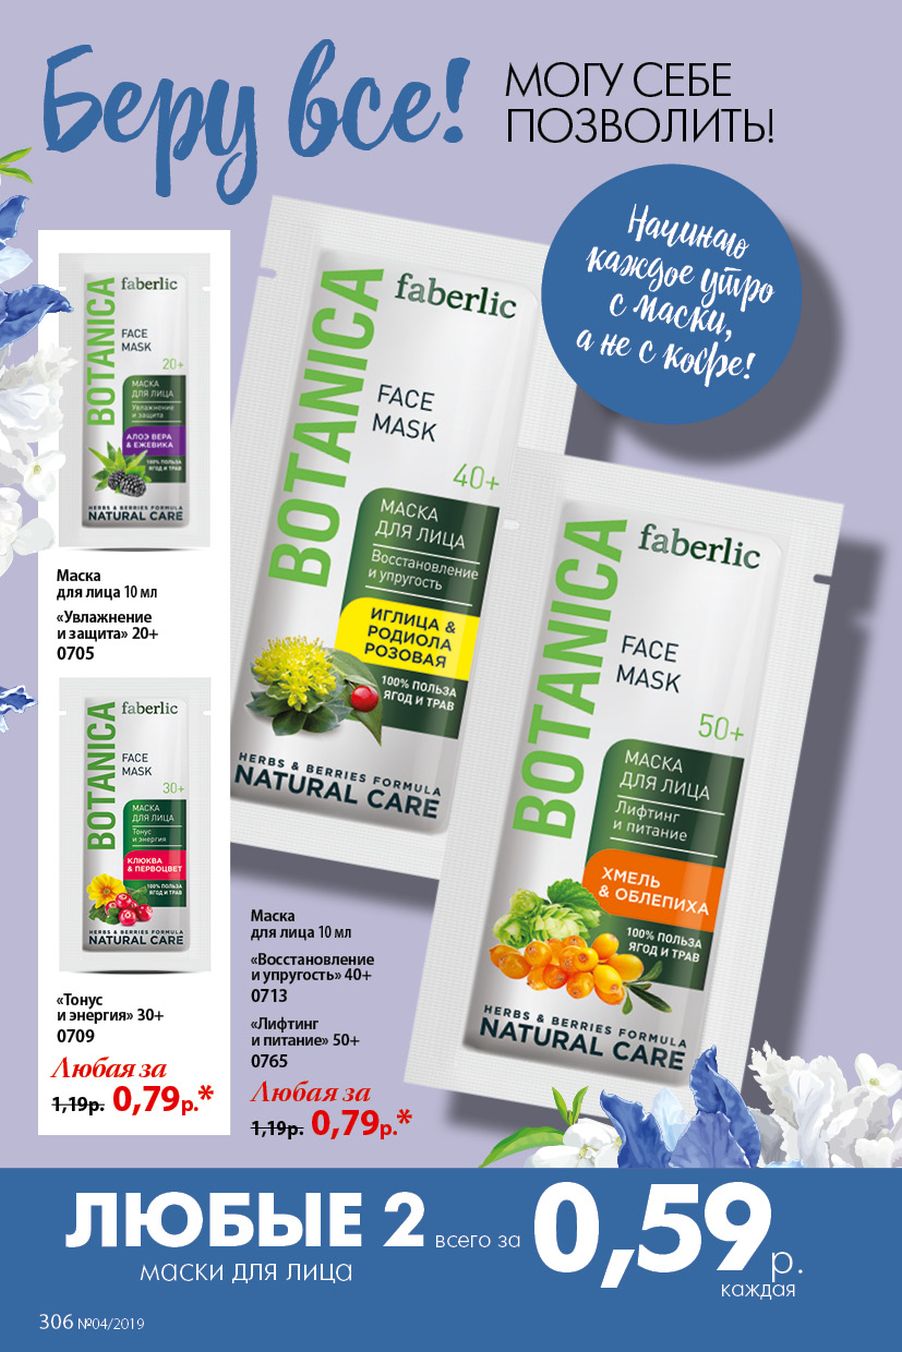 Беру все!
МОГУ СЕБЕ
ПОЗВОЛИТЬ!
Начинаю
каждое утро
с маски,
а не с кофе!
faberlic
BOTANICA
FACE
MASK
20+
МАСКА
ДЛЯ ЛИЦА
Увлажнение
и защита
АЛОЭ ВЕРА
& ЕЖЕВИКА
100% ПОЛЬЗА
ЯГОД И ТРАВ
HERBS & BERRIES FORMULA
NATURAL CARE
Маска
для лица 10 мл
«Увлажнение
и защита» 20+
0705
faberlic
BOTANICA
FACE
MASK
30+
МАСКА
ДЛЯ ЛИЦА
Тонус
и энергия
КЛЮКВА
& ПЕРВОЦВЕТ
100% ПОЛЬЗА
ЯГОД И ТРАВ
HERBS & BERRIES FORMULA
NATURAL CARE
«Тонус
и энергия» 30+
0709
Любая за
1,19р. 0,79р.*
faberlic
BOTANICA
FACE
MASK
40+
МАСКА
ДЛЯ ЛИЦА
Восстановление
и упругость
ИГЛИЦА &
РОДИОЛА
РОЗОВАЯ
100% ПОЛЬЗА
ЯГОД И ТРАВ
HERBS & BERRIES FORMULA
NATURAL CARE
faberlic
BOTANICA
FACE
MASK
50+
МАСКА
ДЛЯ ЛИЦА
Лифтинг
и питание
ХМЕЛЬ
& ОБЛЕПИХА
100% ПОЛЬЗА
ЯГОД И ТРАВ
HERBS & BERRIES FORMULA
NATURAL CARE
Маска
для лица 10 мл
«Восстановление
и упругость» 40+
0713
«Лифтинг
и питание» 50+
0765
Любая за
1,19р. 0,79р.*
ЛЮБЫЕ 2 всего за 0,59 р.
маски для лица
каждая
306 №04/2019